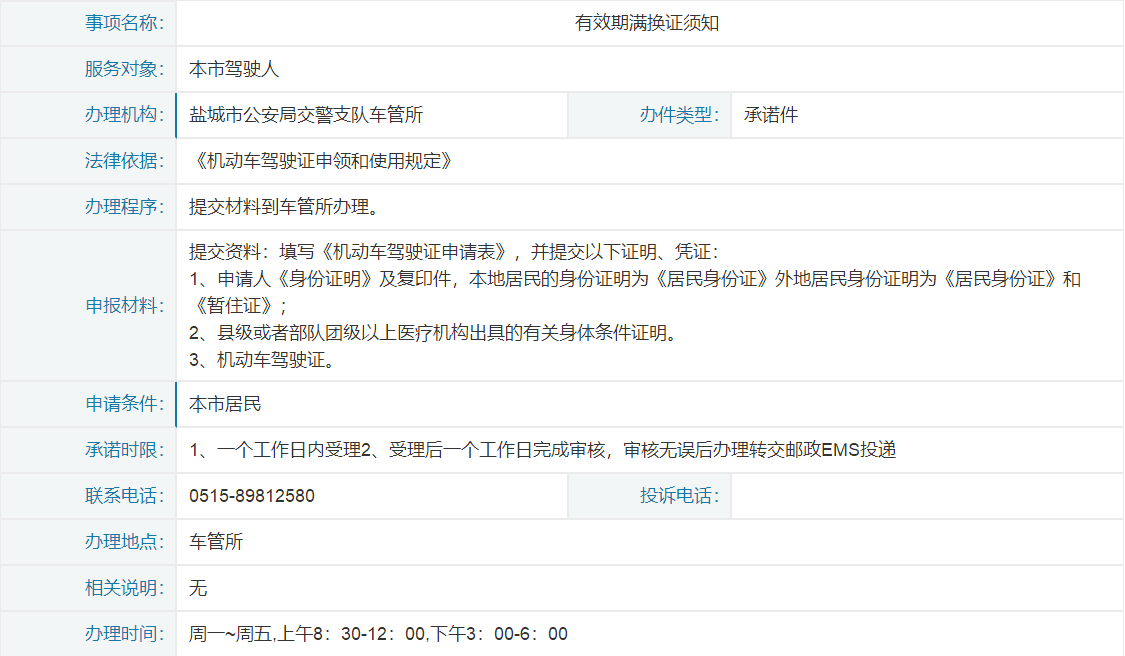 事项名称： 有效期满换证须知
服务对象： 本市驾驶人
办理机构： 盐城市公安局交警支队车管所 办件类型： 承诺件
法律依据： 《机动车驾驶证申领和使用规定》
办理程序： 提交材料到车管所办理。
申报材料：
提交资料：填写《机动车驾驶证申请表》，并提交以下证明、凭证：
1、申请人《身份证明》及复印件，本地居民的身份证明为《居民身份证》外地居民身份证明为《居民身份证》和
《暂住证》；
2、县级或者部队团级以上医疗机构出具的有关身体条件证明。
3、机动车驾驶证。
申请条件： 本市居民
承诺时限： 1、一个工作日内受理2、受理后一个工作日完成审核，审核无误后办理转交邮政EMS投递
联系电话： 0515-89812580 投诉电话：
办理地点： 车管所
相关说明： 无
办理时间： 周一~周五,上午8：30-12：00,下午3：00-6：00